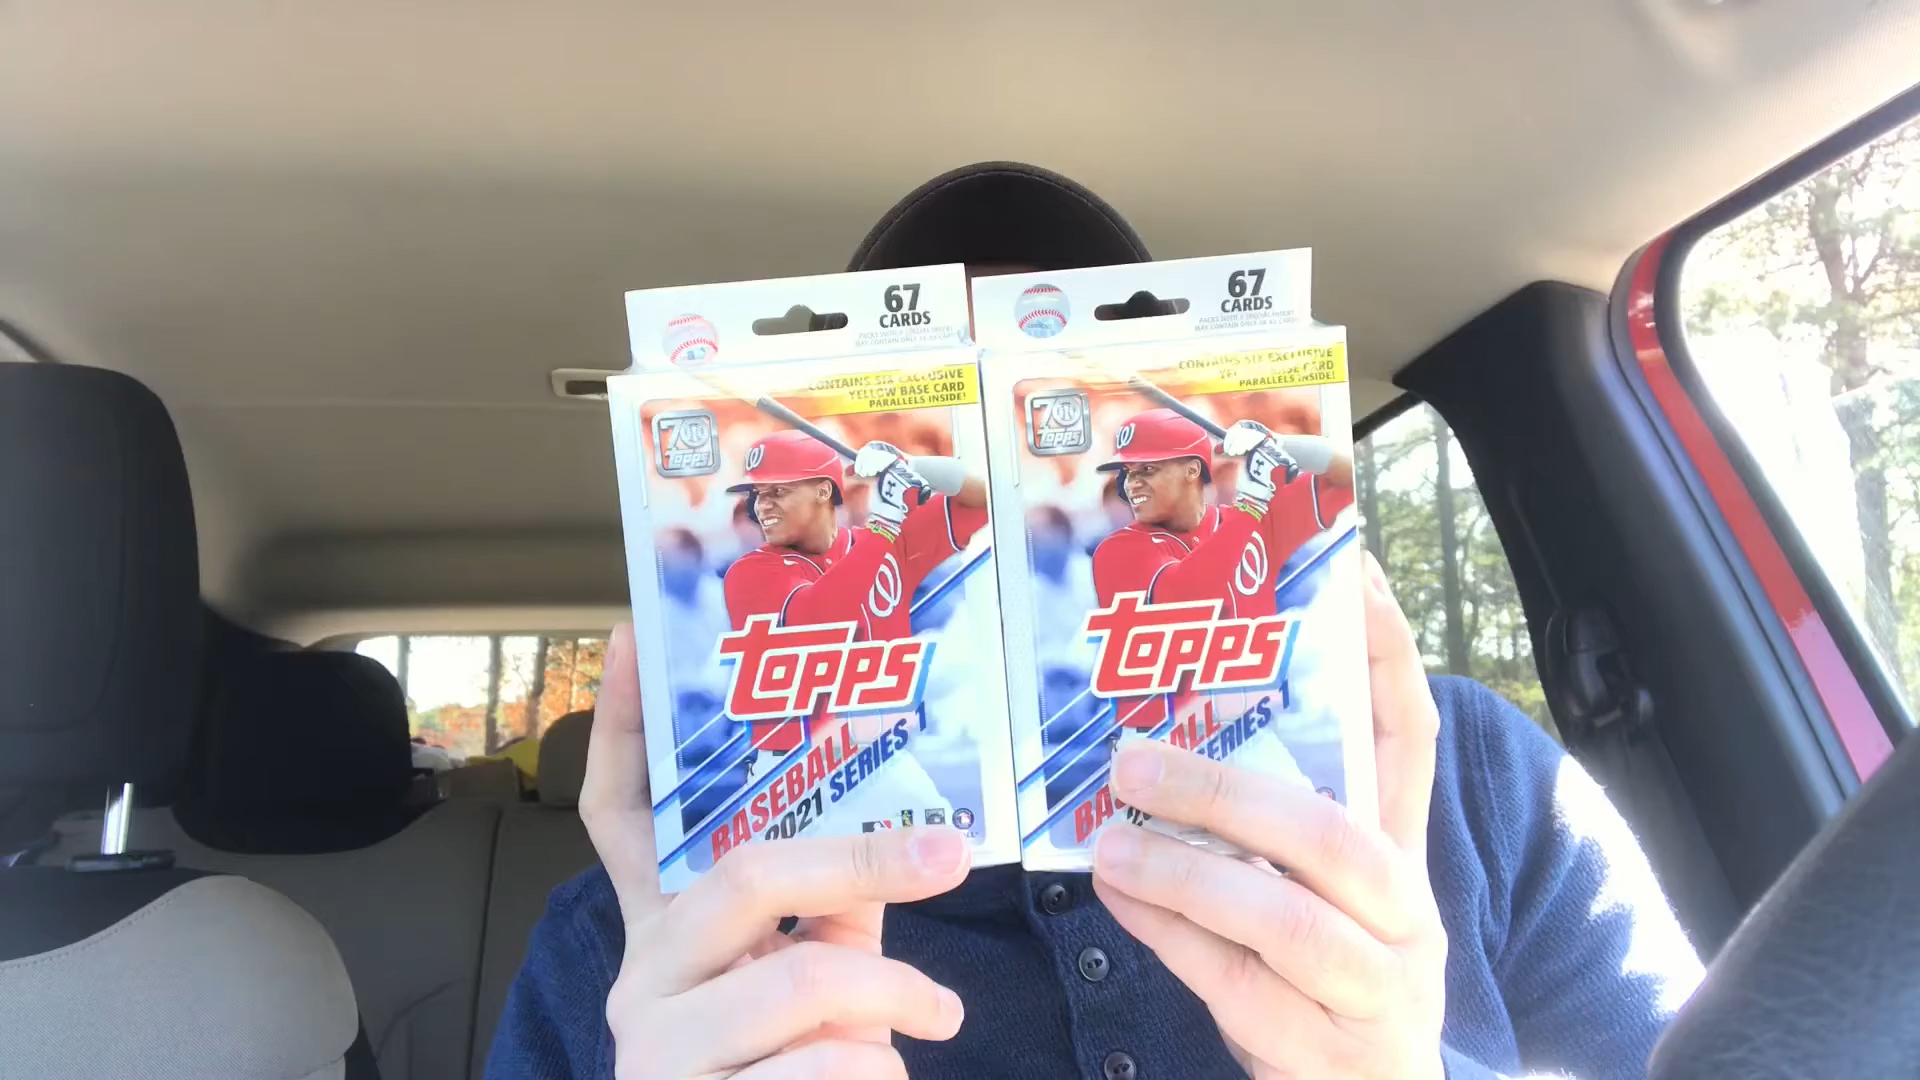 67
CARDS
CONTAINS SIX EXCLUSIVE
YELLOW BASE CARD
PARALLELS INSIDE!
70
Topps
W
W
Topps
BASEBALL
2021 SERIES 1
67
CARDS
CONTAINS SIX EXCLUSIVE
CARD
PARALLELS INSIDE!
70
Topps
W
W
Topps
SERIES 1